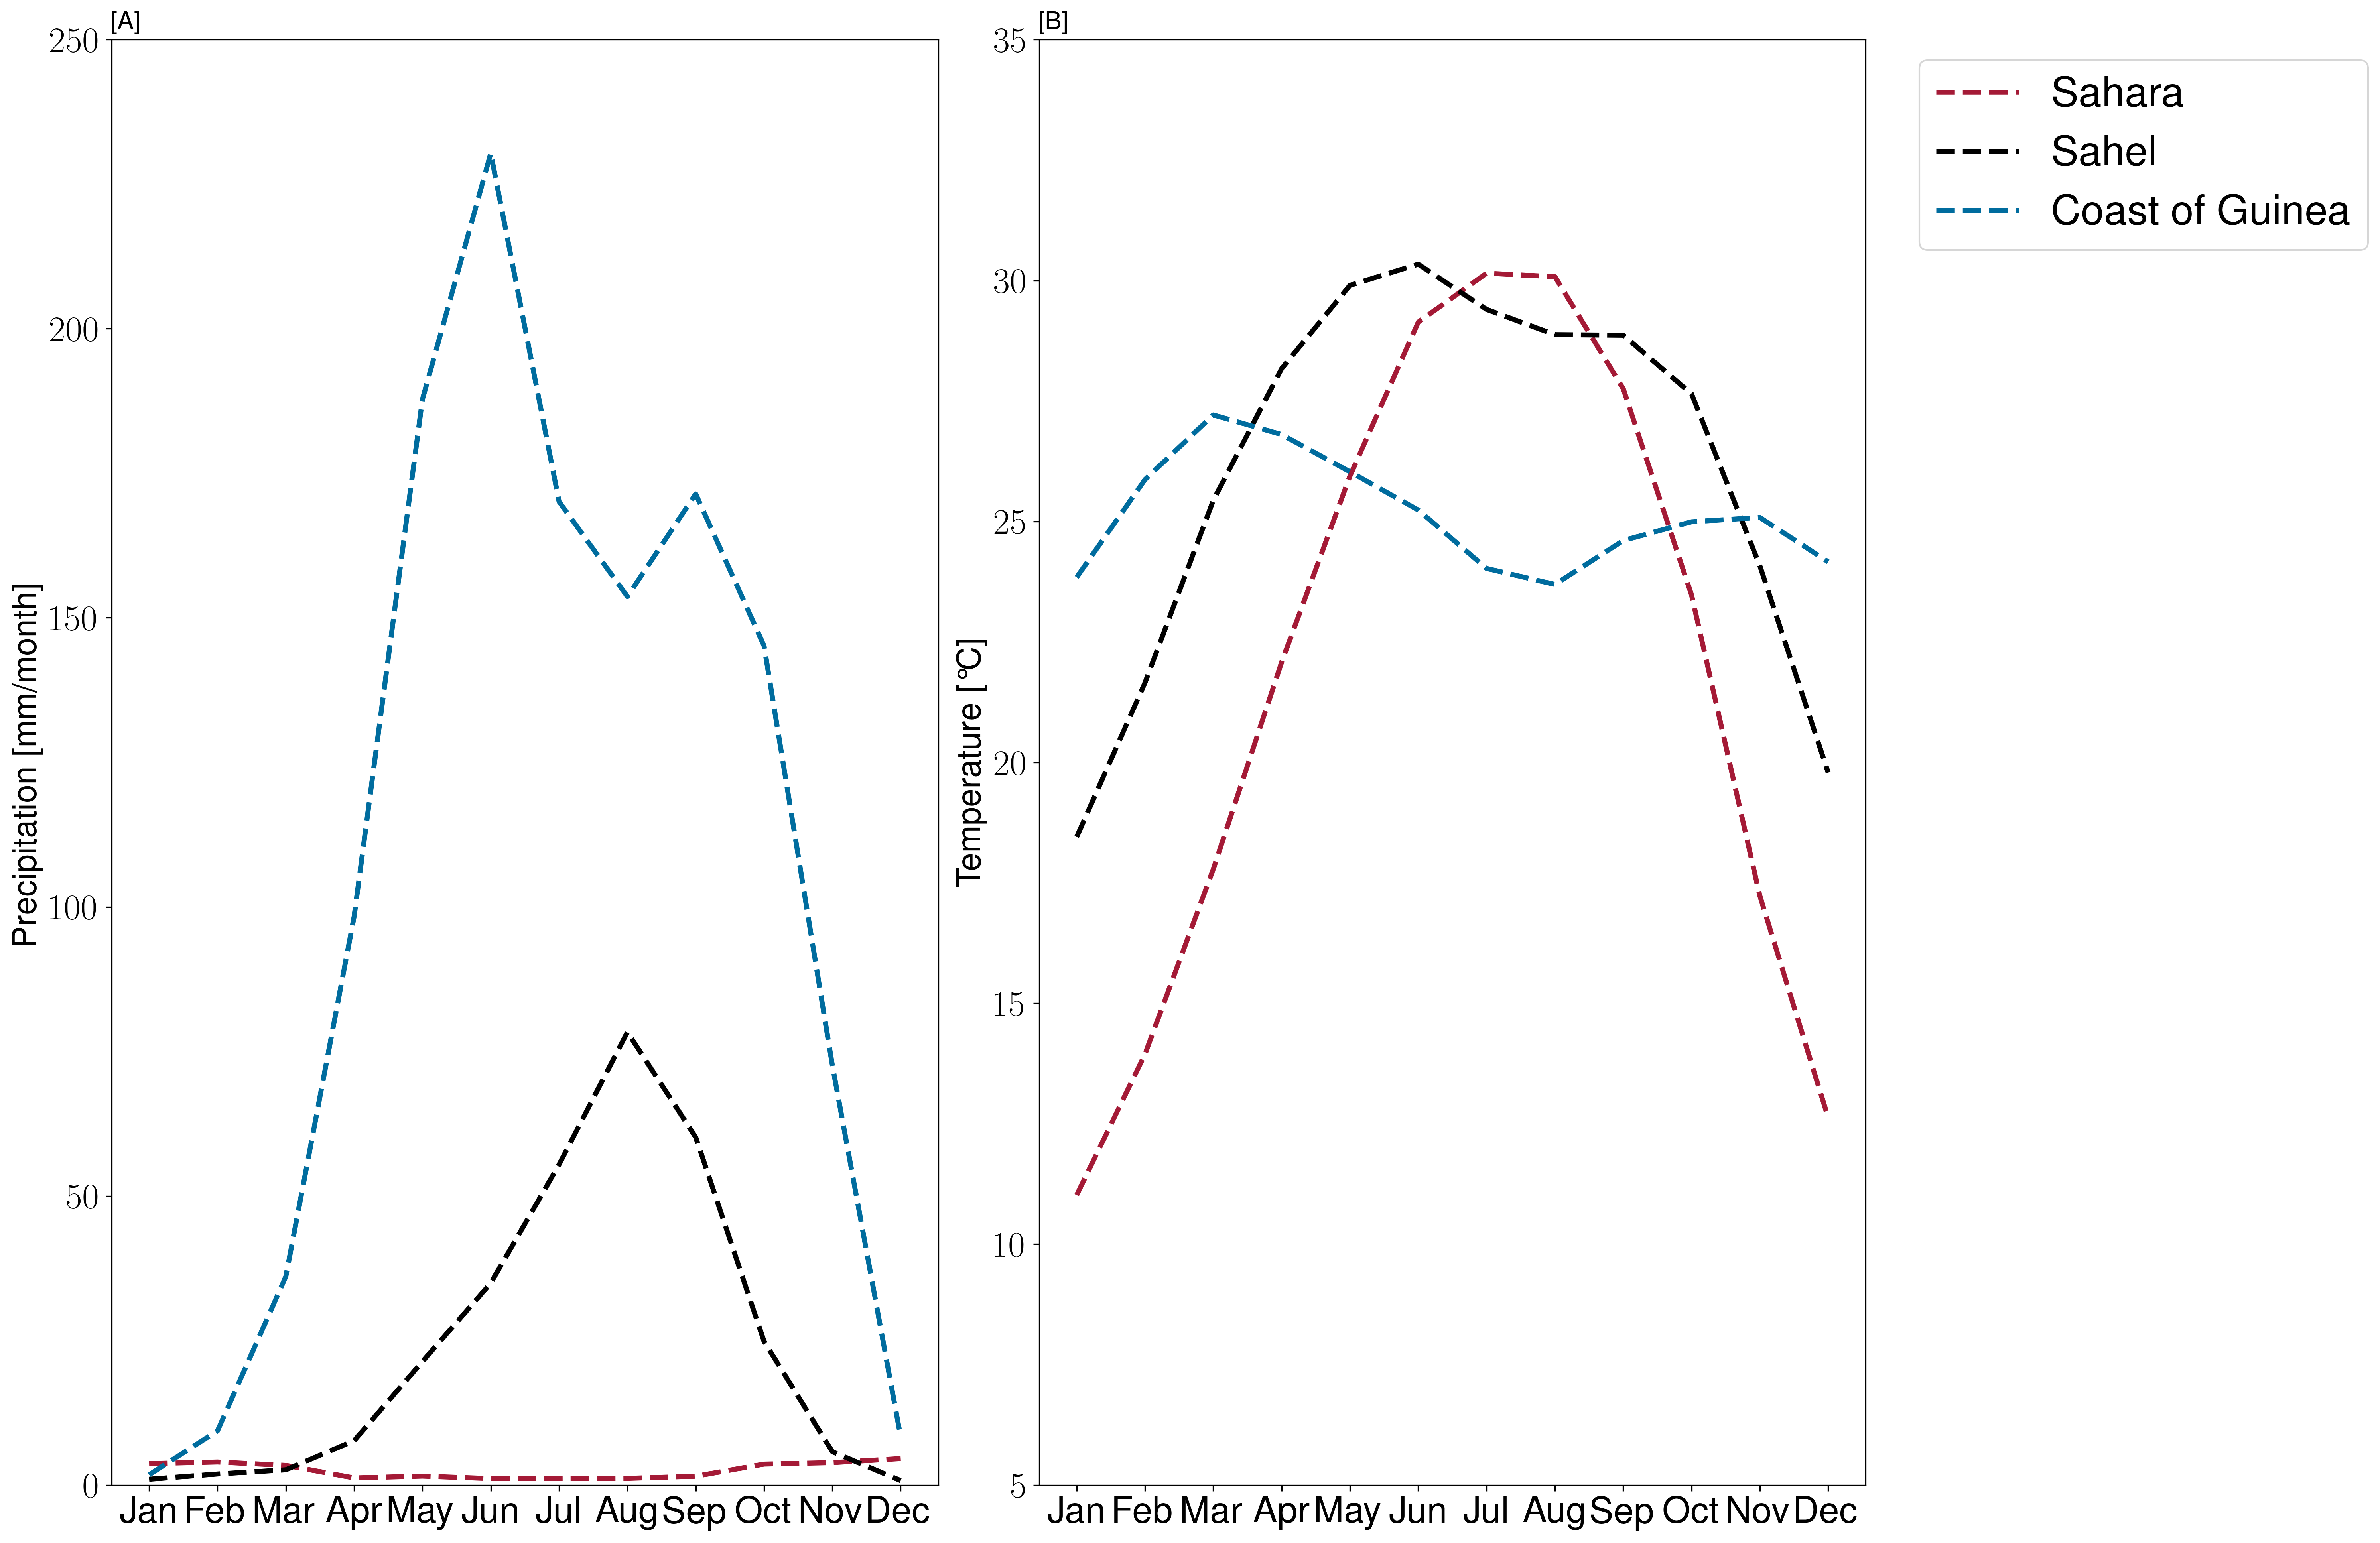 [A]
250
200
150
100
50
0
Precipitation [mm/month]
Jan Feb Mar Apr May Jun Jul Aug Sep Oct Nov Dec
[B]
35
30
25
20
15
10
5
Temperature [°C]
Jan Feb Mar Apr May Jun Jul Aug Sep Oct Nov Dec
Sahara
Sahel
Coast of Guinea